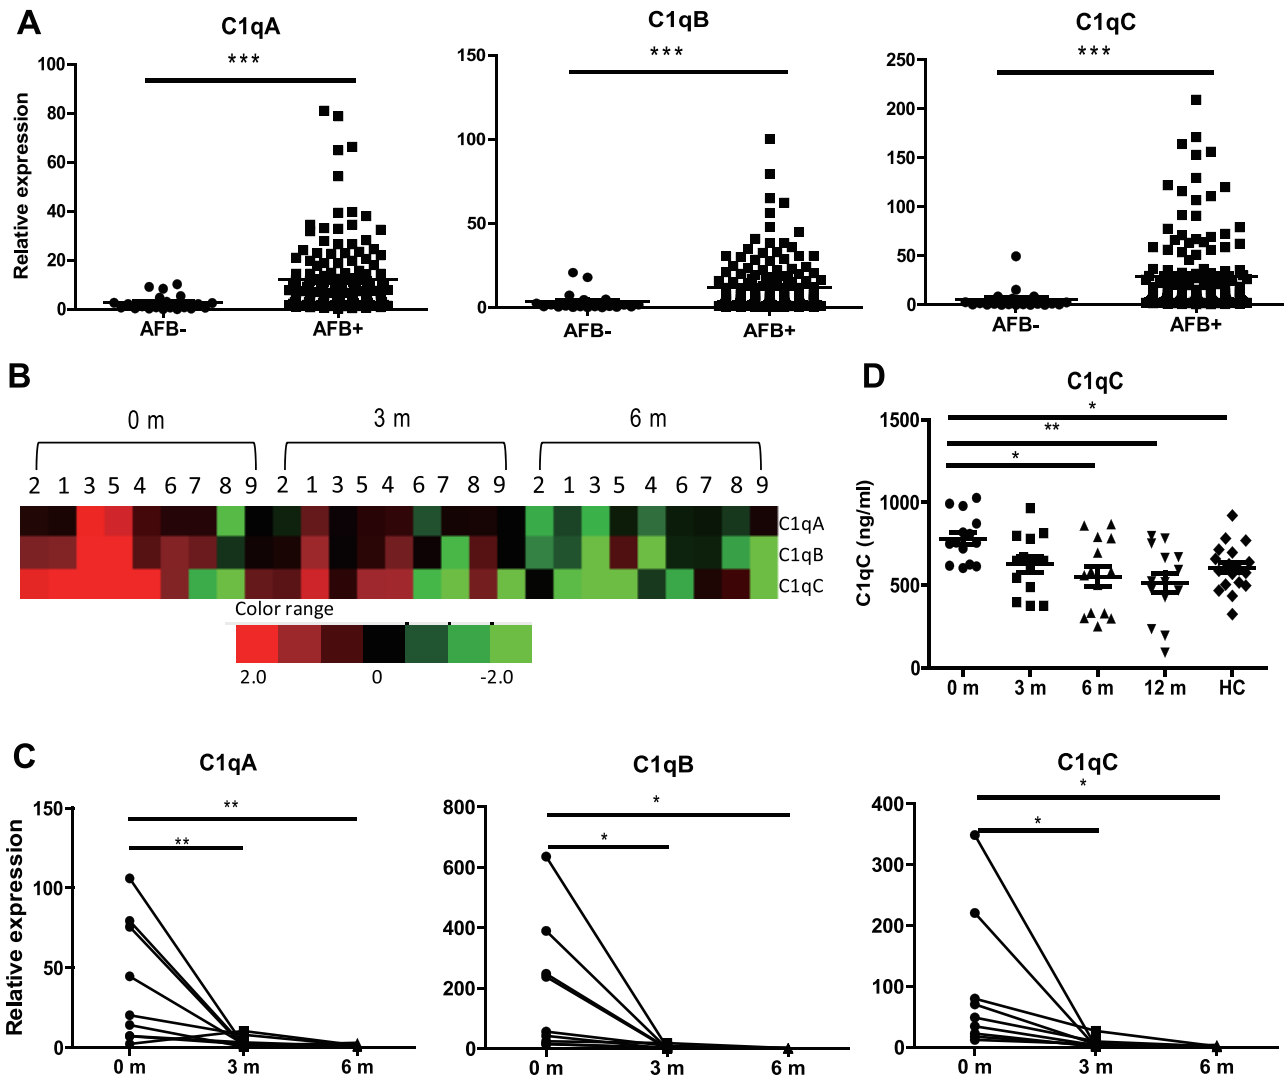 A
C1qA
***
Relative expression
100
80
60
40
20
0
AFB-
AFB+
C1qB
***
150
100
50
0
AFB-
AFB+
C1qC
***
250
200
150
100
50
0
AFB-
AFB+
B
0 m
3 m
6 m
2 1 3 5 4 6 7 8 9 2 1 3 5 4 6 7 8 9 2 1 3 5 4 6 7 8 9
C1qA
C1qB
C1qC
Color range
2.0 0 -2.0
D
C1qC
*
**
*
C1qC (ng/ml)
1500
1000
500
0
0 m 3 m 6 m 12 m HC
C
C1qA
**
**
Relative expression
150
100
50
0
0 m 3 m 6 m
C1qB
*
*
800
600
400
200
0
0 m 3 m 6 m
C1qC
*
*
400
300
200
100
0
0 m 3 m 6 m